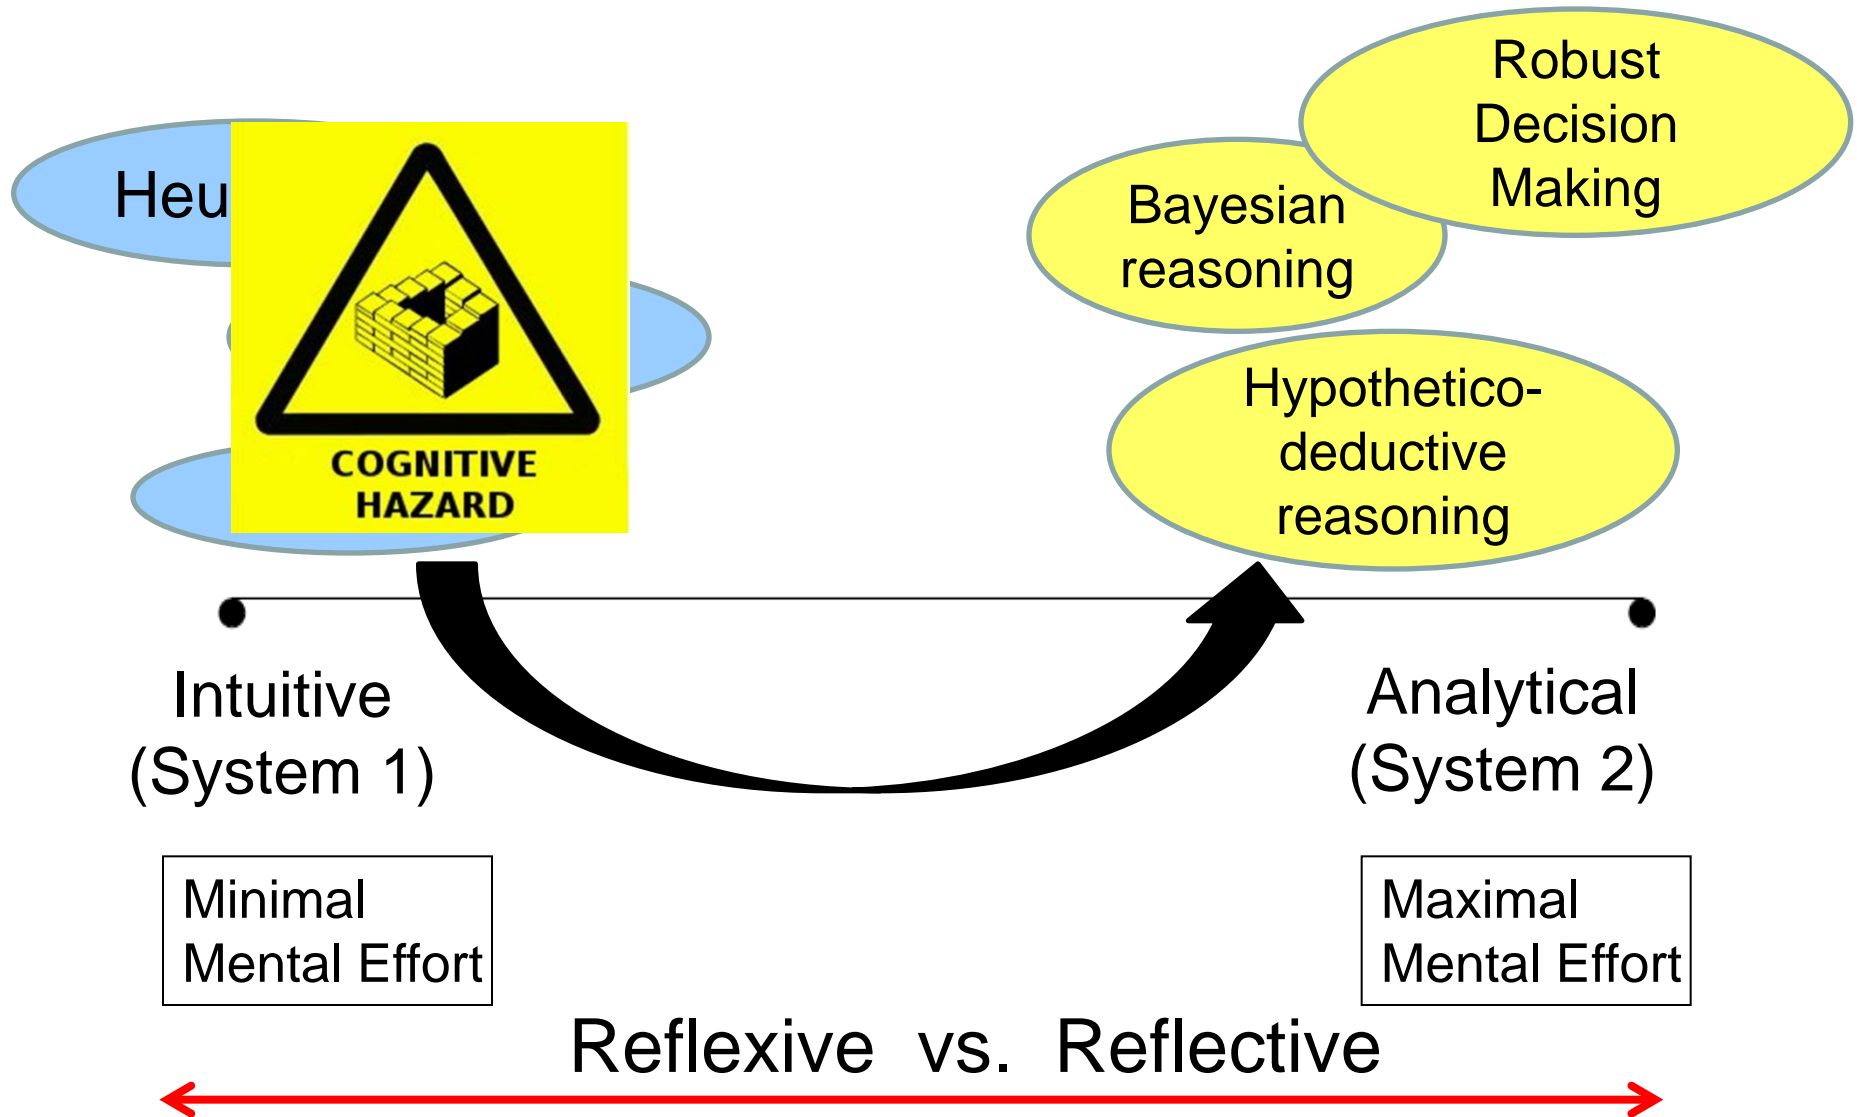 Heu
COGNITIVE
HAZARD
Robust
Decision
Making
Bayesian
reasoning
Hypothetico-
deductive
reasoning
Intuitive
(System 1)
Analytical
(System 2)
Minimal
Mental Effort
Maximal
Mental Effort
Reflexive vs. Reflective